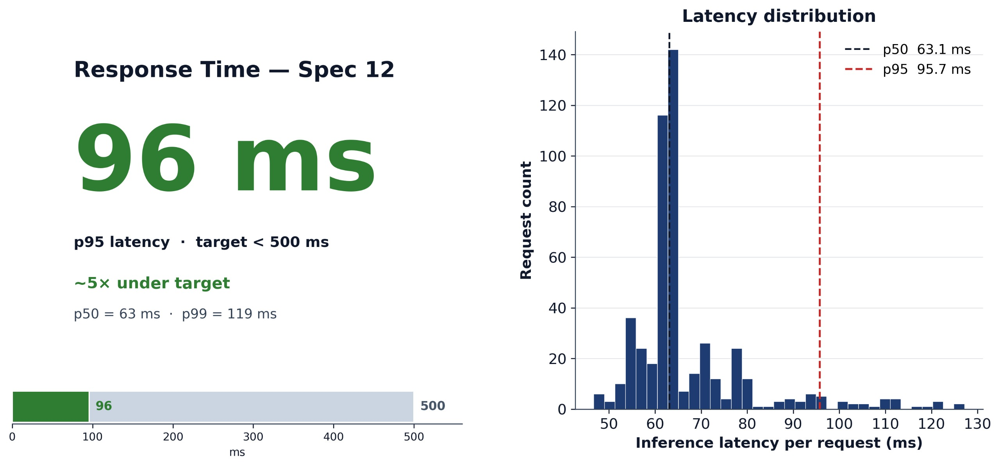 Response Time — Spec 12
96 ms
p95 latency · target < 500 ms
~5× under target
p50 = 63 ms · p99 = 119 ms
96
500
0 100 200 300 400 500
ms
Latency distribution
p50 63.1 ms
p95 95.7 ms
Request count
140
120
100
80
60
40
20
0
50 60 70 80 90 100 110 120 130
Inference latency per request (ms)